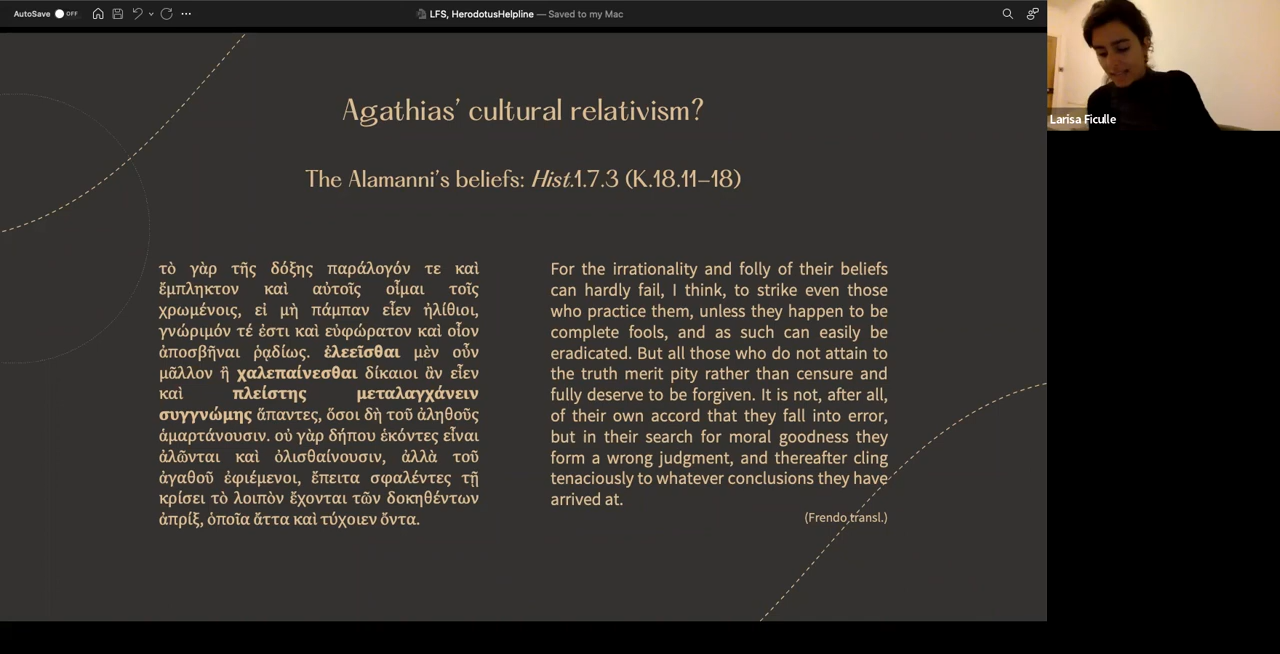 AutoSave OFF
LFS, HerodotusHelpline — Saved to my Mac
Agathias’ cultural relativism?
The Alamanni’s beliefs: Hist.1.7.3 (K.18.11–18)
τὸ γὰρ τῆς δόξης παράλογόν τε καὶ
ἔμπληκτον καὶ αὐτοῖς οἶμαι τοῖς
χρωμένοις, εἰ μὴ πάμπαν εἶεν ἠλίθιοι,
γνώριμόν τέ ἐστι καὶ εὐφώρατον καὶ οἷον
ἀποσβῆναι ῥᾳδίως. ἐλεεῖσθαι μὲν οὖν
μᾶλλον ἢ χαλεπαίνεσθαι δίκαιοι ἂν εἶεν
καὶ πλείστης μεταλαγχάνειν
συγγνώμης ἅπαντες, ὅσοι δὴ τοῦ ἀληθοῦς
ἁμαρτάνουσιν. οὐ γὰρ δήπου ἑκόντες εἶναι
ἀλῶνται καὶ ὀλισθαίνουσιν, ἀλλὰ τοῦ
ἀγαθοῦ ἐφιέμενοι, ἔπειτα σφαλέντες τῇ
κρίσει τὸ λοιπὸν ἔχονται τῶν δοκηθέντων
ἀπρίξ, ὁποῖα ἄττα καὶ τύχοιεν ὄντα.
For the irrationality and folly of their beliefs
can hardly fail, I think, to strike even those
who practice them, unless they happen to be
complete fools, and as such can easily be
eradicated. But all those who do not attain to
the truth merit pity rather than censure and
fully deserve to be forgiven. It is not, after all,
of their own accord that they fall into error,
but in their search for moral goodness they
form a wrong judgment, and thereafter cling
tenaciously to whatever conclusions they have
arrived at.
(Frendo transl.)
Larisa Ficulle